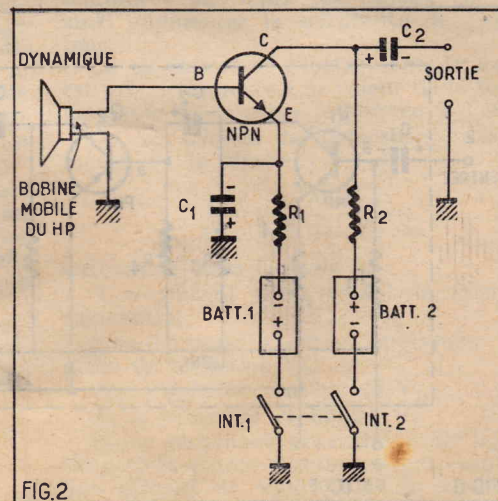 DYNAMIQUE
BOBINE
MOBILE
DU HP
B
C
E
NPN
C2
+ -
SORTIE
C1
-
+
R1
R2
BATT.1
-
+
BATT. 2
+
-
INT.1
INT.2
FIG.2